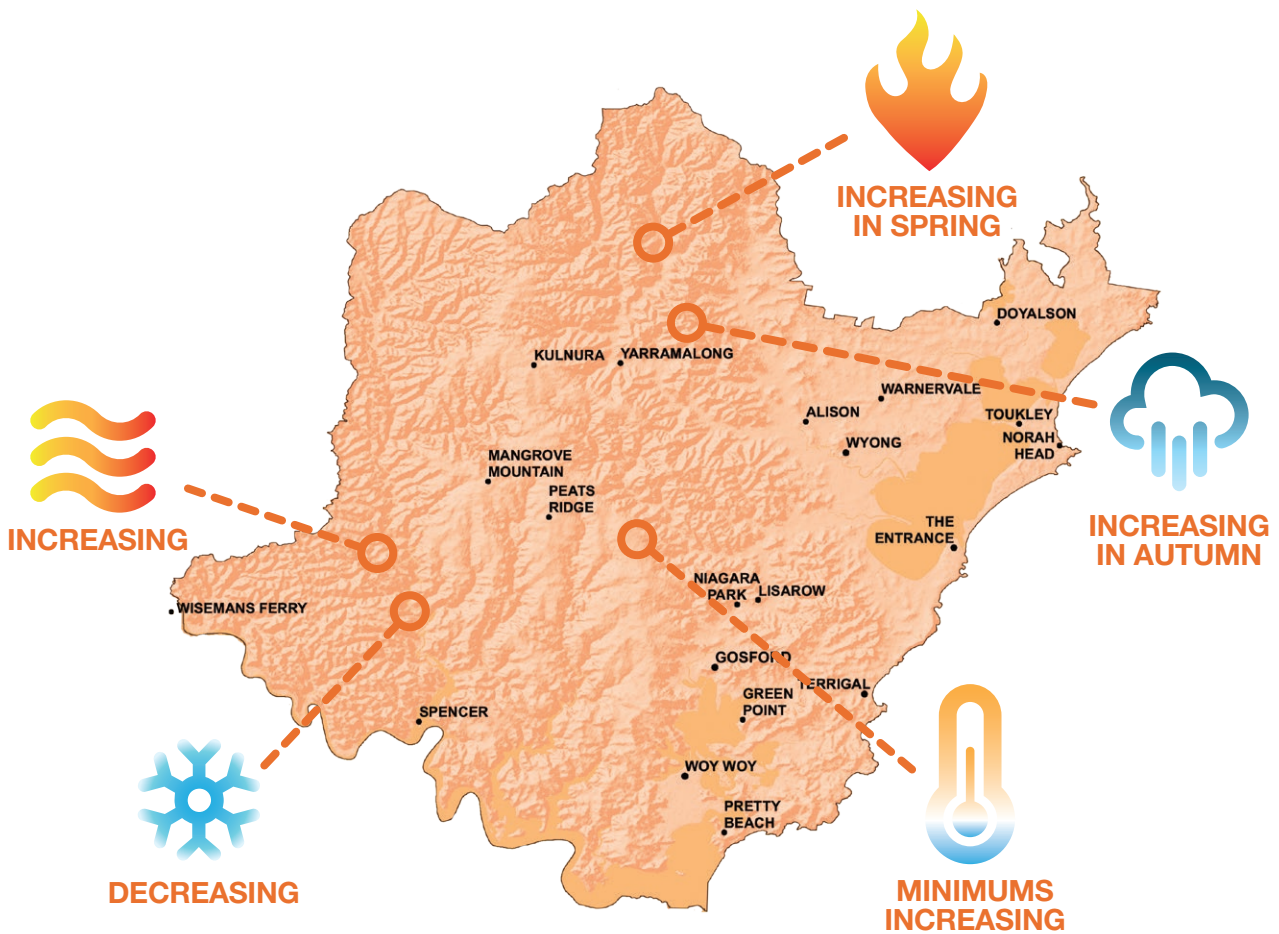 INCREASING
IN SPRING
DOYALSON
KULNURA
YARRAMALONG
WARNERVALE
ALISON
TOUKLEY
WYONG
NORAH
HEAD
MANGROVE
MOUNTAIN
PEATS
RIDGE
INCREASING
THE
ENTRANCE
INCREASING
IN AUTUMN
NIAGARA
PARK
LISAROW
WISEMANS FERRY
GOSFORD
TERRIGAL
GREEN
POINT
SPENCER
WOY WOY
PRETTY
BEACH
DECREASING
MINIMUMS
INCREASING